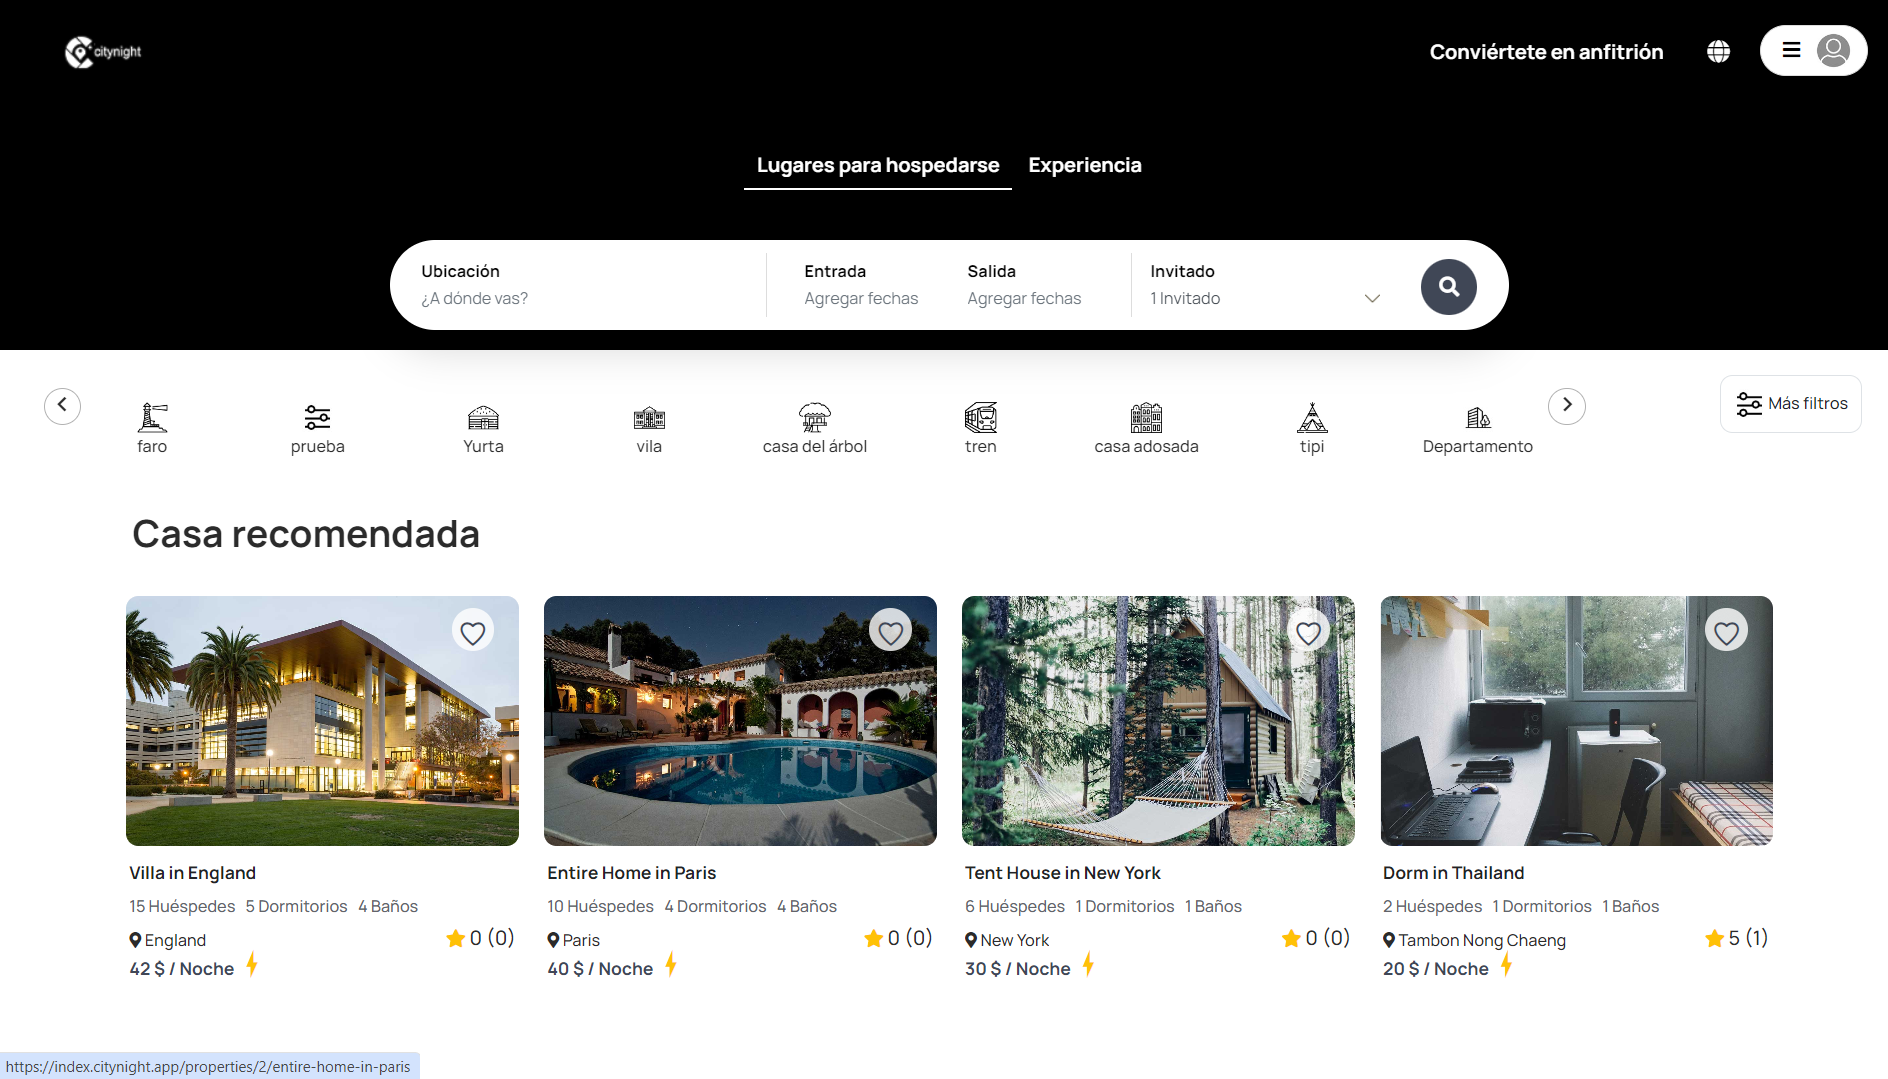 citynight
Conviértete en anfitrión
Lugares para hospedarse Experiencia
Ubicación Entrada Salida Invitado
¿A dónde vas? Agregar fechas Agregar fechas 1 Invitado
Más filtros
faro prueba Yurta vila casa del árbol tren casa adosada tipi Departamento
Casa recomendada
Villa in England
15 Huéspedes 5 Dormitorios 4 Baños
England 0 (0)
42 $ / Noche
Entire Home in Paris
10 Huéspedes 4 Dormitorios 4 Baños
Paris 0 (0)
40 $ / Noche
Tent House in New York
6 Huéspedes 1 Dormitorios 1 Baños
New York 0 (0)
30 $ / Noche
Dorm in Thailand
2 Huéspedes 1 Dormitorios 1 Baños
Tambon Nong Chaeng 5 (1)
20 $ / Noche
https://index.citynight.app/properties/2/entire-home-in-paris